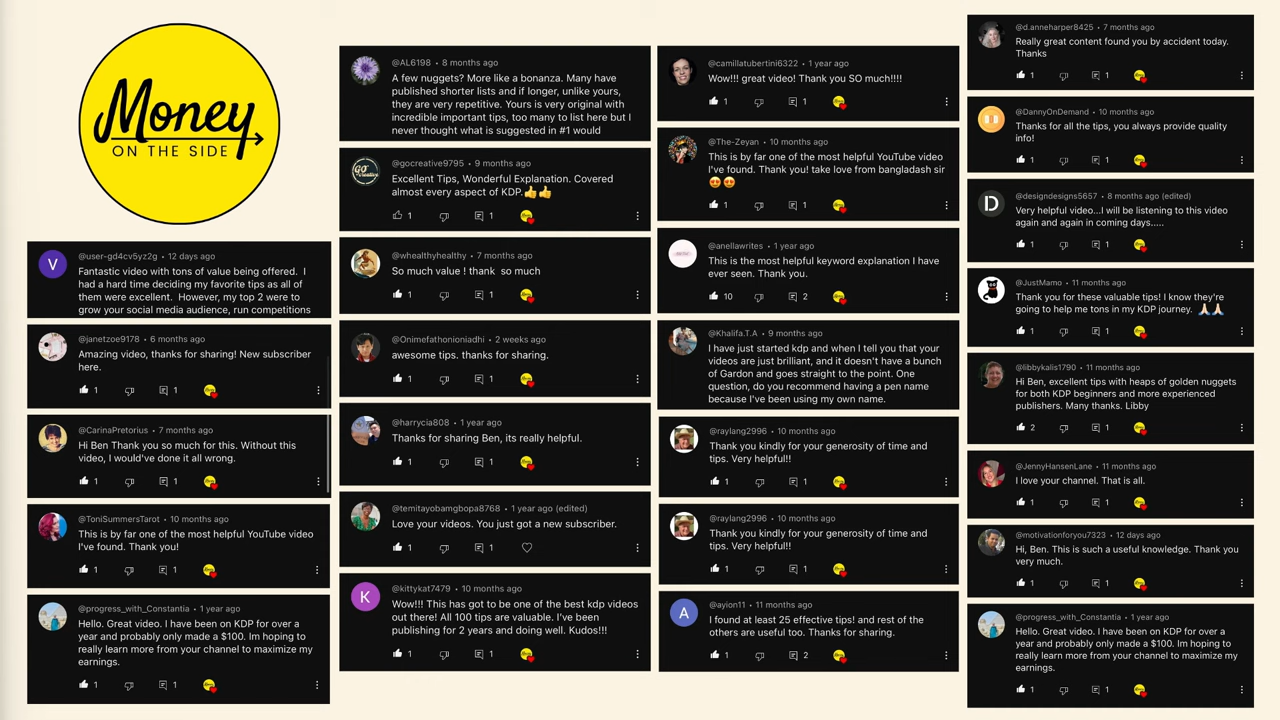 Money
ON THE SIDE
V
@user-gd4cv5yz2g • 12 days ago
Fantastic video with tons of value being offered. I
had a hard time deciding my favorite tips as all of
them were excellent. However, my top 2 were to
grow your social media audience, run competitions
@janetzoe9178 • 6 months ago
Amazing video, thanks for sharing! New subscriber
here.
1 1
@CarinaPretorius • 7 months ago
Hi Ben Thank you so much for this. Without this
video, I would've done it all wrong.
1 1
@ToniSummersTarot • 10 months ago
This is by far one of the most helpful YouTube video
I've found. Thank you!
1 1
@progress_with_Constantia • 1 year ago
Hello. Great video. I have been on KDP for over a
year and probably only made a $100. Im hoping to
really learn more from your channel to maximize my
earnings.
1 1
@AL6198 • 8 months ago
A few nuggets? More like a bonanza. Many have
published shorter lists and if longer, unlike yours,
they are very repetitive. Yours is very original with
incredible important tips, too many to list here but I
never thought what is suggested in #1 would
GO
@gocreative9795 • 9 months ago
Excellent Tips, Wonderful Explanation. Covered
almost every aspect of KDP.👍👍
1 1
@whealthyhealthy • 7 months ago
So much value ! thank so much
1 1
@Onimefathonioniadhi • 2 weeks ago
awesome tips. thanks for sharing.
1 1
@harrycia808 • 1 year ago
Thanks for sharing Ben, its really helpful.
1 1
@temitayobamgbopa8768 • 1 year ago (edited)
Love your videos. You just got a new subscriber.
1 1
K
@kittykat7479 • 10 months ago
Wow!!! This has got to be one of the best kdp videos
out there! All 100 tips are valuable. I've been
publishing for 2 years and doing well. Kudos!!!
1 1
@camillatubertini6322 • 1 year ago
Wow!!! great video! Thank you SO much!!!!
1 1
@The-Zeyan • 10 months ago
This is by far one of the most helpful YouTube video
I've found. Thank you! take love from bangladash sir
😍😍
1 1
@anellawrites • 1 year ago
This is the most helpful keyword explanation I have
ever seen. Thank you.
10 2
@Khalifa.T.A • 9 months ago
I have just started kdp and when I tell you that your
videos are just brilliant, and it doesn't have a bunch
of Gardon and goes straight to the point. One
question, do you recommend having a pen name
because I've been using my own name.
@raylang2996 • 10 months ago
Thank you kindly for your generosity of time and
tips. Very helpful!!
1 1
@raylang2996 • 10 months ago
Thank you kindly for your generosity of time and
tips. Very helpful!!
1 1
A
@ayion11 • 11 months ago
I found at least 25 effective tips! and rest of the
others are useful too. Thanks for sharing.
1 2
@d.anneharper8425 • 7 months ago
Really great content found you by accident today.
Thanks
1 1
@DannyOnDemand • 10 months ago
Thanks for all the tips, you always provide quality
info!
1 1
D
@designdesigns5657 • 8 months ago (edited)
Very helpful video...I will be listening to this video
again and again in coming days.....
1 1
@JustMamo • 11 months ago
Thank you for these valuable tips! I know they're
going to help me tons in my KDP journey. 🙏🏻🙏🏻
1 1
@libbykalis1790 • 11 months ago
Hi Ben, excellent tips with heaps of golden nuggets
for both KDP beginners and more experienced
publishers. Many thanks. Libby
2 1
@JennyHansenLane • 11 months ago
I love your channel. That is all.
1 1
@motivationforyou7323 • 12 days ago
Hi, Ben. This is such a useful knowledge. Thank you
very much.
1 1
@progress_with_Constantia • 1 year ago
Hello. Great video. I have been on KDP for over a
year and probably only made a $100. Im hoping to
really learn more from your channel to maximize my
earnings.
1 1